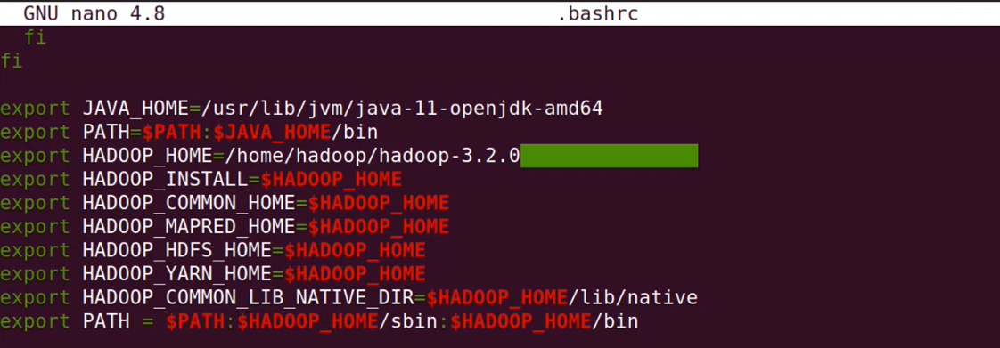 GNU nano 4.8 .bashrc
fi
fi
export JAVA_HOME=/usr/lib/jvm/java-11-openjdk-amd64
export PATH=$PATH:$JAVA_HOME/bin
export HADOOP_HOME=/home/hadoop/hadoop-3.2.0
export HADOOP_INSTALL=$HADOOP_HOME
export HADOOP_COMMON_HOME=$HADOOP_HOME
export HADOOP_MAPRED_HOME=$HADOOP_HOME
export HADOOP_HDFS_HOME=$HADOOP_HOME
export HADOOP_YARN_HOME=$HADOOP_HOME
export HADOOP_COMMON_LIB_NATIVE_DIR=$HADOOP_HOME/lib/native
export PATH = $PATH:$HADOOP_HOME/sbin:$HADOOP_HOME/bin